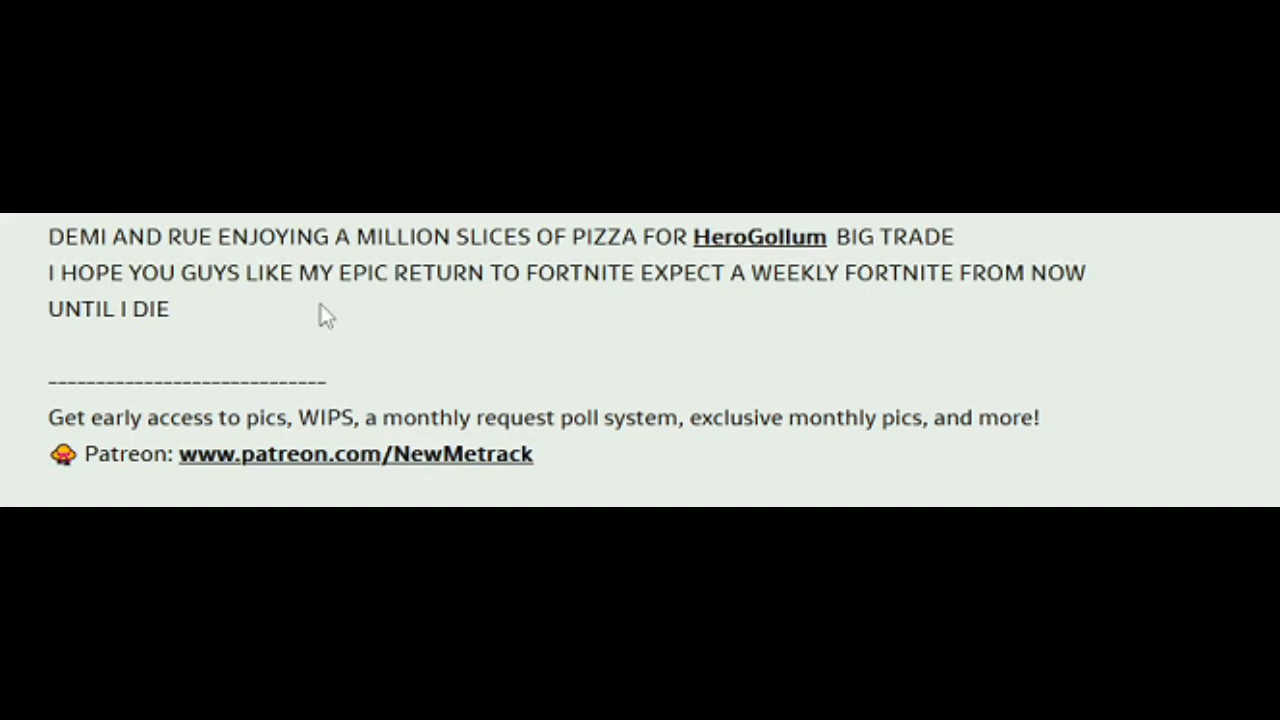 DEMI AND RUE ENJOYING A MILLION SLICES OF PIZZA FOR HeroGollum BIG TRADE
I HOPE YOU GUYS LIKE MY EPIC RETURN TO FORTNITE EXPECT A WEEKLY FORTNITE FROM NOW
UNTIL I DIE
-----------------------------
Get early access to pics, WIPS, a monthly request poll system, exclusive monthly pics, and more!
Patreon: www.patreon.com/NewMetrack